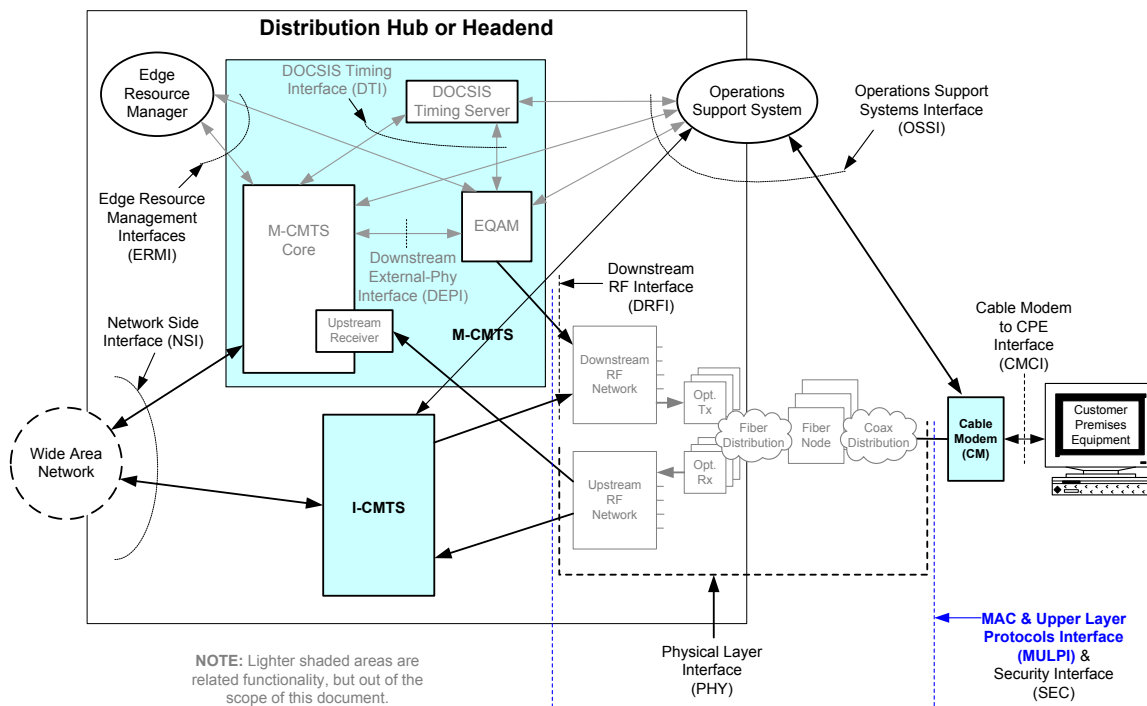 Distribution Hub or Headend
Edge
Resource
Manager
DOCSIS Timing
Interface (DTI)
DOCSIS
Timing Server
Operations
Support System
Operations Support
Systems Interface
(OSSI)
Edge Resource
Management
Interfaces
(ERMI)
M-CMTS
Core
EQAM
Downstream
External-Phy
Interface (DEPI)
Upstream
Receiver
M-CMTS
Downstream
RF Interface
(DRFI)
Cable Modem
to CPE
Interface
(CMCI)
Network Side
Interface (NSI)
Wide Area
Network
I-CMTS
Downstream
RF
Network
Opt.
Tx
Fiber
Distribution
Fiber
Node
Coax
Distribution
Cable
Modem
(CM)
Customer
Premises
Equipment
Upstream
RF
Network
Opt.
Rx
Physical Layer
Interface
(PHY)
MAC & Upper Layer
Protocols Interface
(MULPI) &
Security Interface
(SEC)
NOTE: Lighter shaded areas are
related functionality, but out of the
scope of this document.